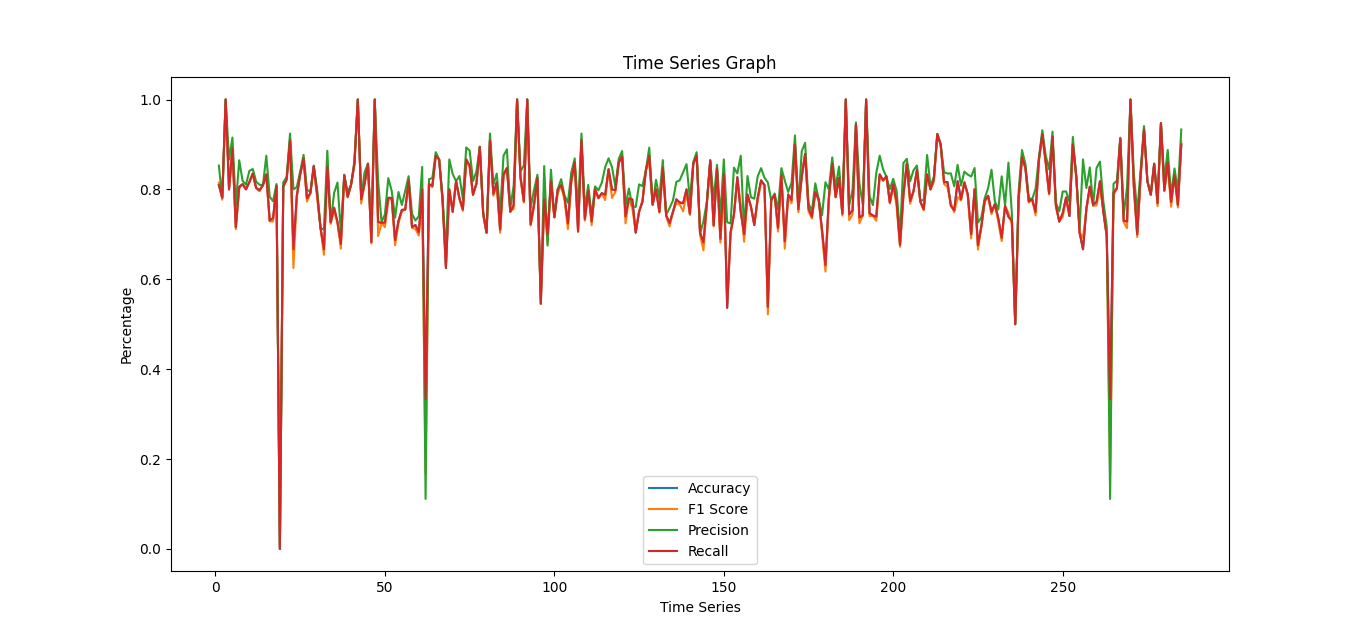 Time Series Graph
1.0
0.8
0.6
0.4
0.2
0.0
Percentage
Accuracy
F1 Score
Precision
Recall
0 50 100 150 200 250
Time Series